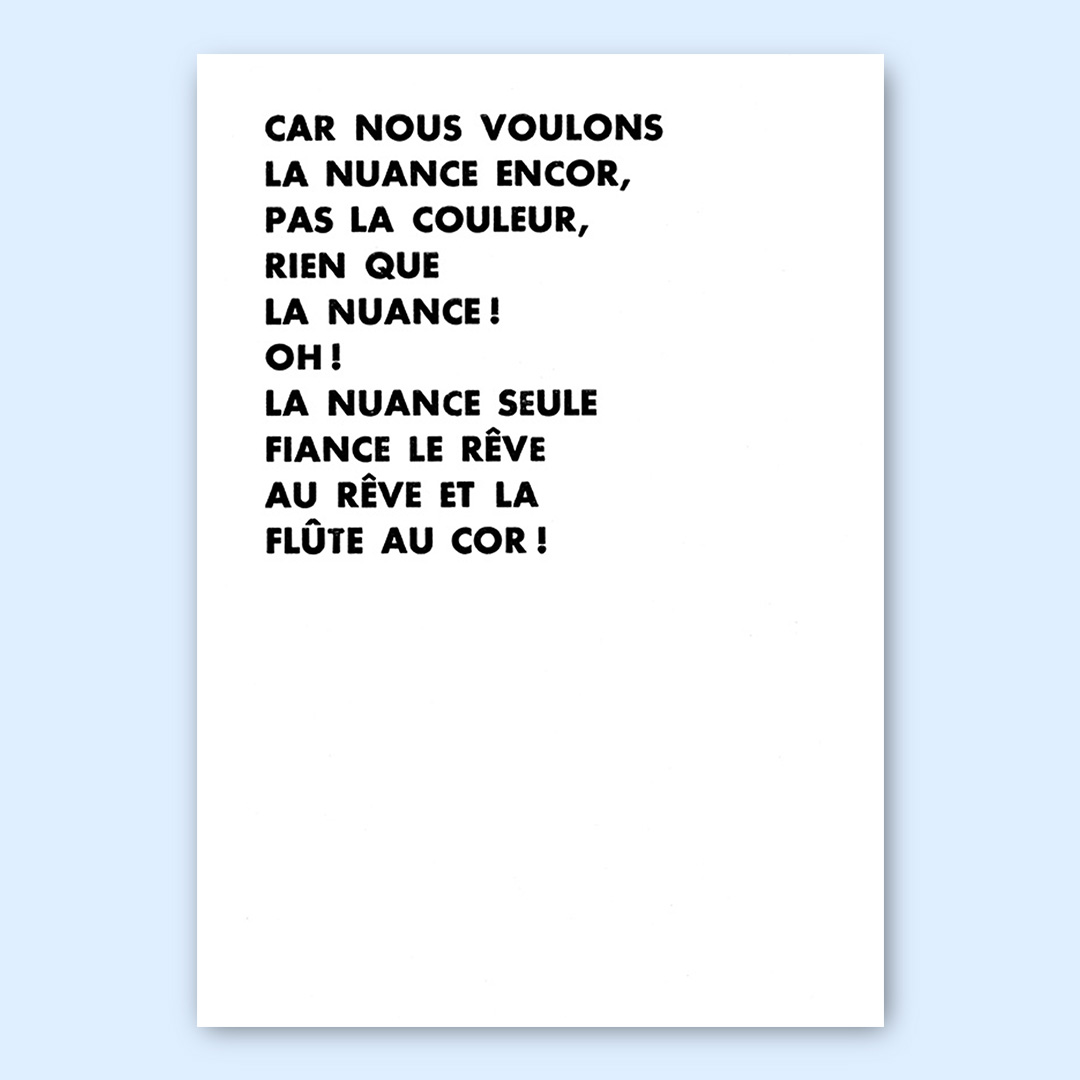 CAR NOUS VOULONS
LA NUANCE ENCOR,
PAS LA COULEUR,
RIEN QUE
LA NUANCE !
OH !
LA NUANCE SEULE
FIANCE LE RÊVE
AU RÊVE ET LA
FLÛTE AU COR !